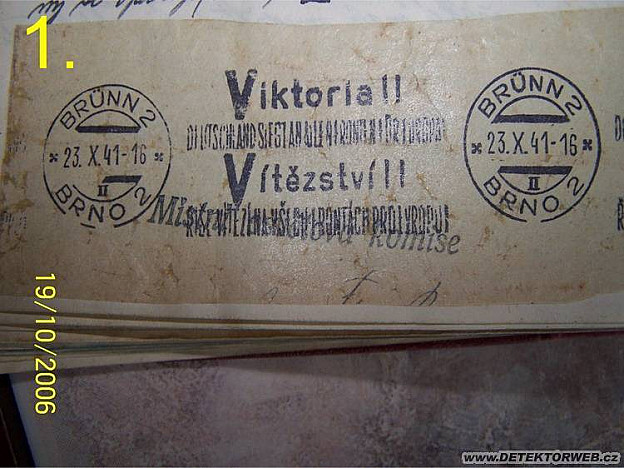 1.
BRÜNN 2
23.X.41-16
II
BRNO 2
Viktoria!!
DEUTSCHLAND SIEGT AN ALLEN FRONTEN FÜR EUROPA!
Vítězství!!
ŘÍŠE VÍTĚZÍ NA VŠECH FRONTÁCH PRO EVROPU!
komise
BRÜNN 2
23.X.41-16
II
BRNO 2
19/10/2006
www.DETEKTORWEB.cz